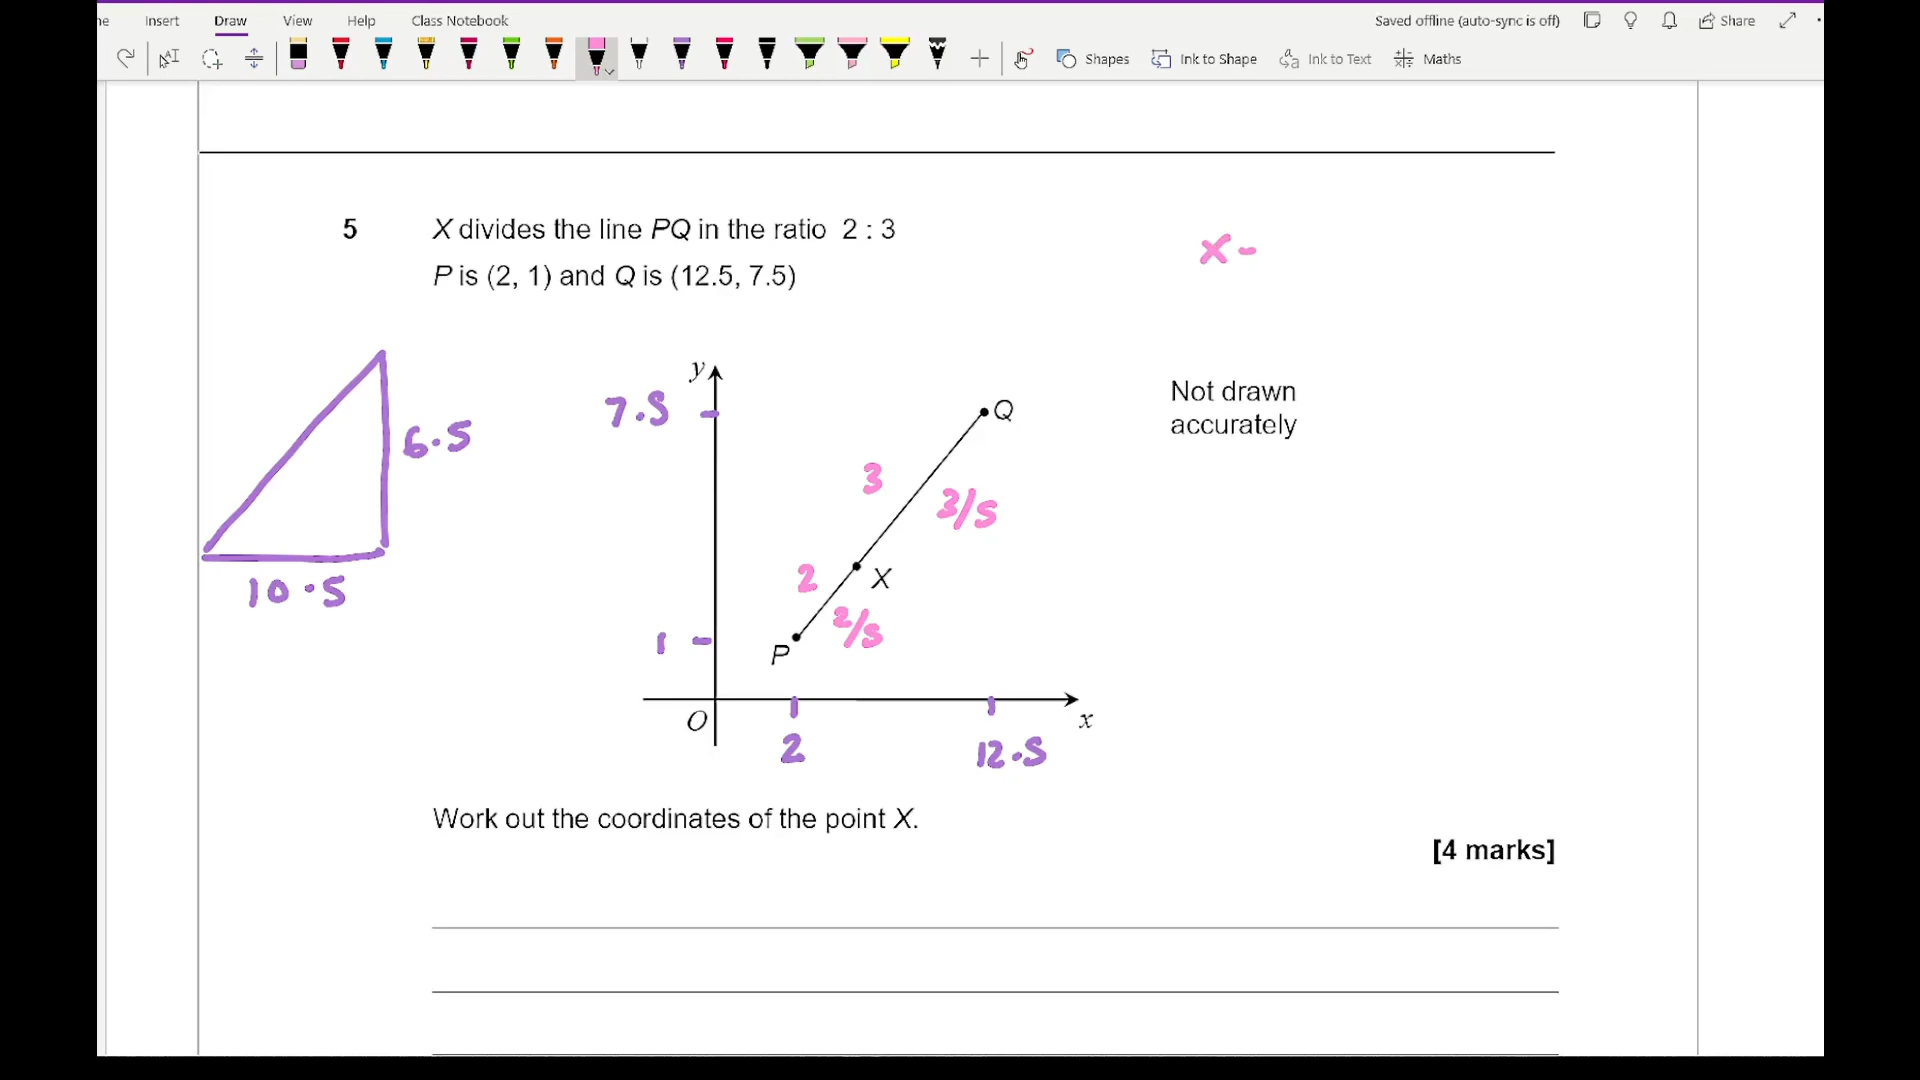 Insert Draw View Help Class Notebook Saved offline (auto-sync is off) Share
Shapes Ink to Shape Ink to Text Maths
5 X divides the line PQ in the ratio 2 : 3
P is (2, 1) and Q is (12.5, 7.5)
x -
y
7.5
Q
Not drawn
accurately
6.5
3
3/5
2
X
10.5
2/5
1
P
O
x
2
12.5
Work out the coordinates of the point X.
[4 marks]